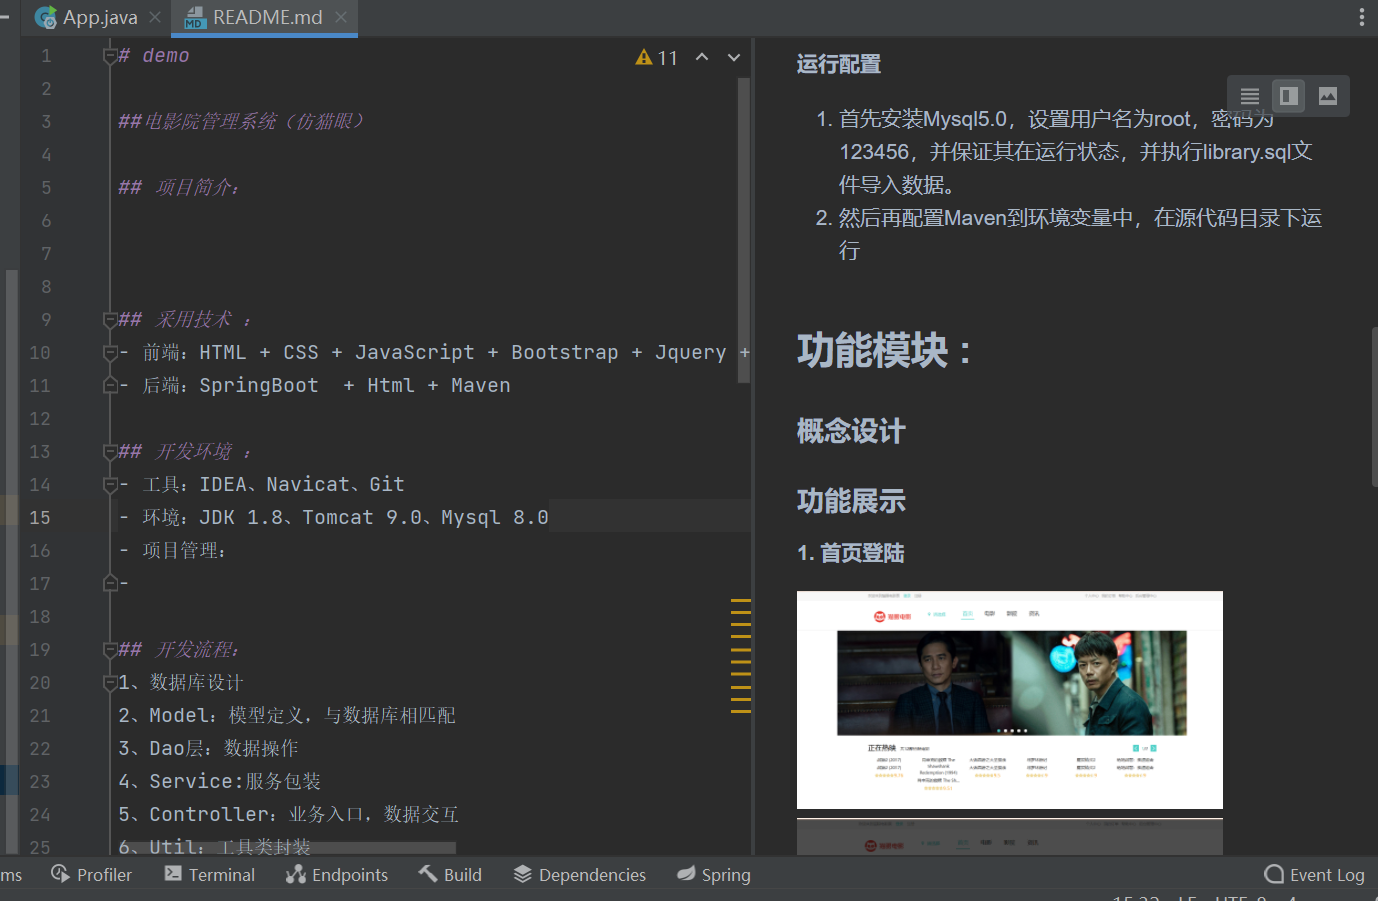 App.java
README.md
11
1 # demo
2
3 ##电影院管理系统（仿猫眼）
4
5 ## 项目简介：
6
7
8
9 ## 采用技术 ：
10 - 前端：HTML + CSS + JavaScript + Bootstrap + Jquery +
11 - 后端：SpringBoot  + Html + Maven
12
13 ## 开发环境 ：
14 - 工具：IDEA、Navicat、Git
15 - 环境：JDK 1.8、Tomcat 9.0、Mysql 8.0
16 - 项目管理：
17 -
18
19 ## 开发流程：
20 1、数据库设计
21 2、Model：模型定义，与数据库相匹配
22 3、Dao层：数据操作
23 4、Service:服务包装
24 5、Controller：业务入口，数据交互
25 6、Util：工具类封装
运行配置
1. 首先安装Mysql5.0，设置用户名为root，密码为
123456，并保证其在运行状态，并执行library.sql文
件导入数据。
2. 然后再配置Maven到环境变量中，在源代码目录下运
行
功能模块：
概念设计
功能展示
1. 首页登陆
首页 电影
正在热映
ms
Profiler
Terminal
Endpoints
Build
Dependencies
Spring
Event Log